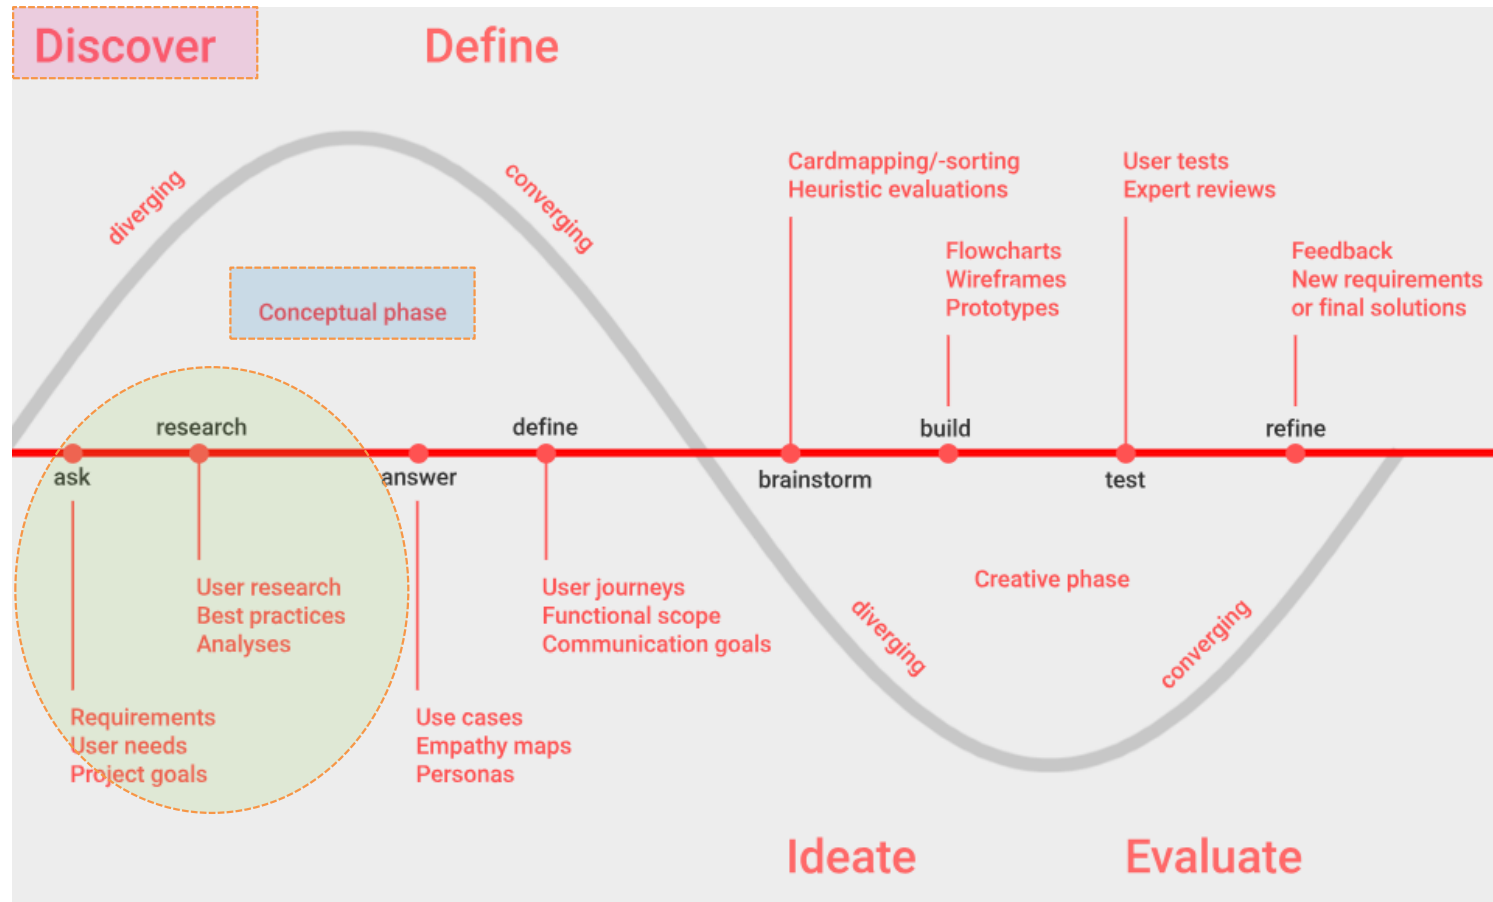 Discover
Define
diverging
converging
Conceptual phase
Cardmapping/-sorting
Heuristic evaluations
User tests
Expert reviews
Flowcharts
Wireframes
Prototypes
Feedback
New requirements
or final solutions
research
define
build
refine
ask
answer
brainstorm
test
User research
Best practices
Analyses
User journeys
Functional scope
Communication goals
Creative phase
diverging
converging
Requirements
User needs
Project goals
Use cases
Empathy maps
Personas
Ideate
Evaluate